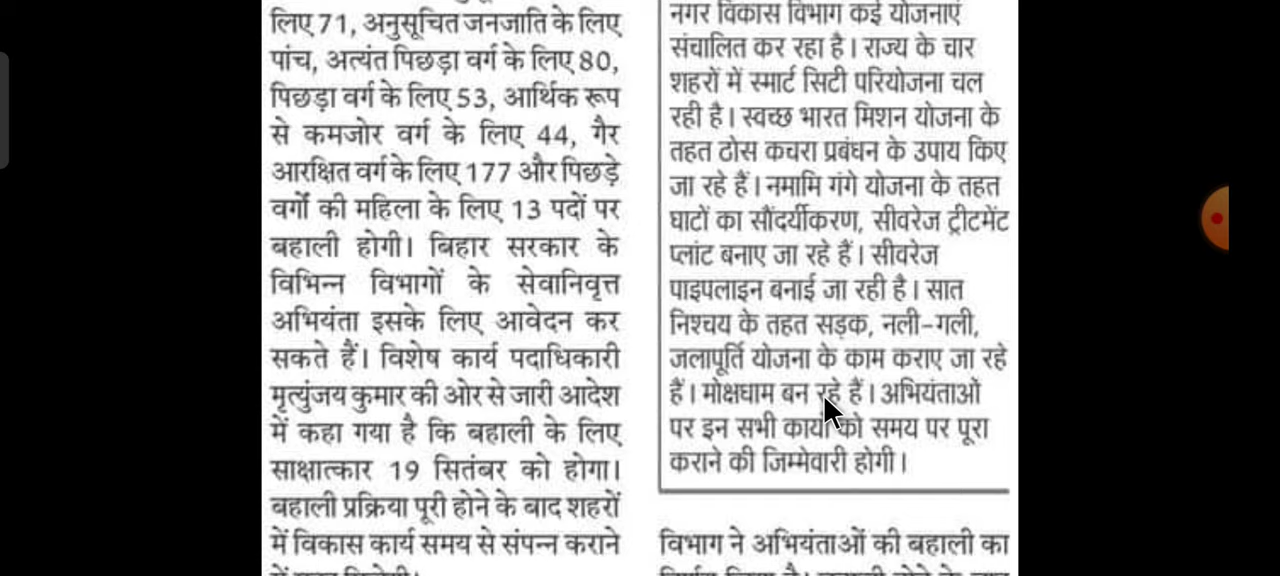 लिए 71, अनुसूचित जनजाति के लिए
पांच, अत्यंत पिछड़ा वर्ग के लिए 80,
पिछड़ा वर्ग के लिए 53, आर्थिक रूप
से कमजोर वर्ग के लिए 44, गैर
आरक्षित वर्ग के लिए 177 और पिछड़े
वर्गों की महिला के लिए 13 पदों पर
बहाली होगी। बिहार सरकार के
विभिन्न विभागों के सेवानिवृत्त
अभियंता इसके लिए आवेदन कर
सकते हैं। विशेष कार्य पदाधिकारी
मृत्युंजय कुमार की ओर से जारी आदेश
में कहा गया है कि बहाली के लिए
साक्षात्कार 19 सितंबर को होगा।
बहाली प्रक्रिया पूरी होने के बाद शहरों
में विकास कार्य समय से संपन्न कराने
नगर विकास विभाग कई योजनाएं
संचालित कर रहा है। राज्य के चार
शहरों में स्मार्ट सिटी परियोजना चल
रही है। स्वच्छ भारत मिशन योजना के
तहत ठोस कचरा प्रबंधन के उपाय किए
जा रहे हैं। नमामि गंगे योजना के तहत
घाटों का सौंदर्यीकरण, सीवरेज ट्रीटमेंट
प्लांट बनाए जा रहे हैं। सीवरेज
पाइपलाइन बनाई जा रही है। सात
निश्चय के तहत सड़क, नली-गली,
जलापूर्ति योजना के काम कराए जा रहे
हैं। मोक्षधाम बन रहे हैं। अभियंताओं
पर इन सभी कार्यों को समय पर पूरा
कराने की जिम्मेवारी होगी।
विभाग ने अभियंताओं की बहाली का